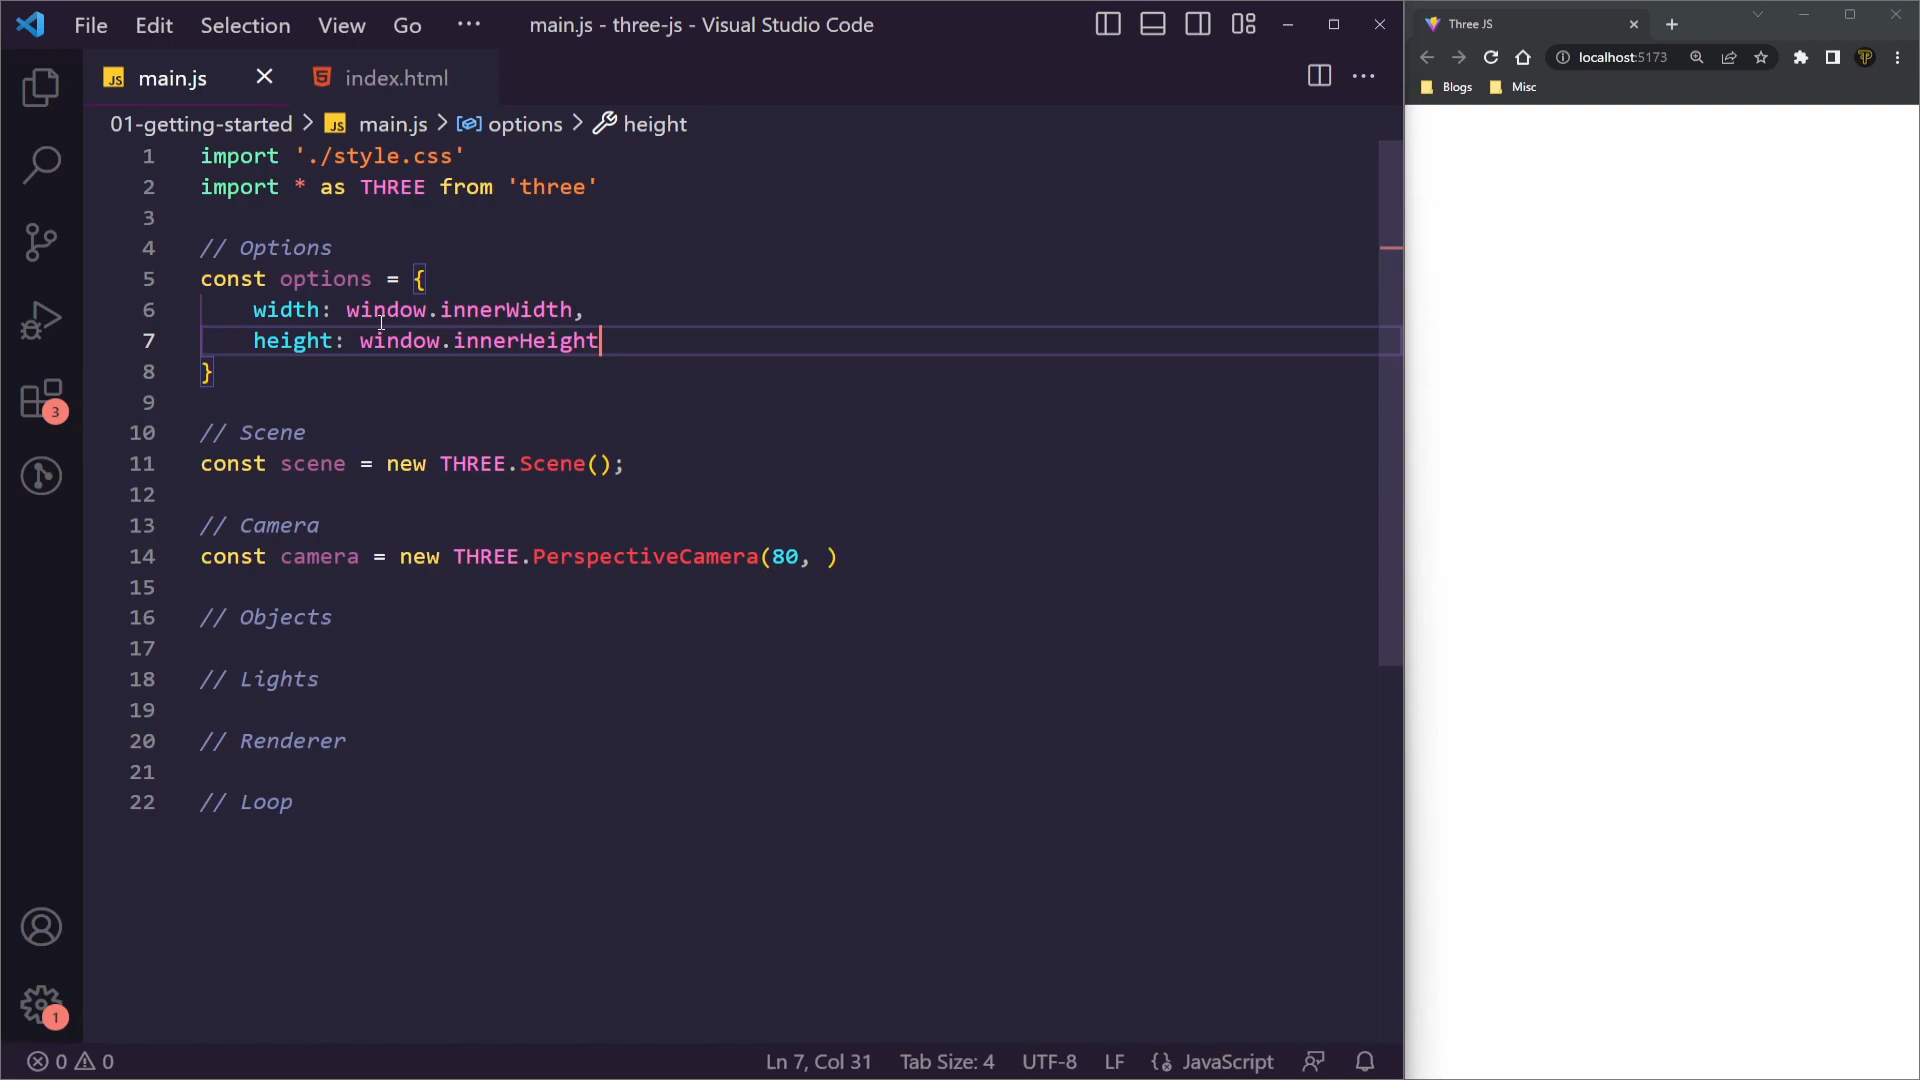 File Edit Selection View Go ··· main.js - three-js - Visual Studio Code
main.js index.html
01-getting-started > main.js > options > height
1 import './style.css'
2 import * as THREE from 'three'
3
4 // Options
5 const options = {
6 width: window.innerWidth,
7 height: window.innerHeight
8 }
9
10 // Scene
11 const scene = new THREE.Scene();
12
13 // Camera
14 const camera = new THREE.PerspectiveCamera(80, )
15
16 // Objects
17
18 // Lights
19
20 // Renderer
21
22 // Loop
3
1
0 0 Ln 7, Col 31 Tab Size: 4 UTF-8 LF JavaScript
Three JS
localhost:5173
Blogs Misc